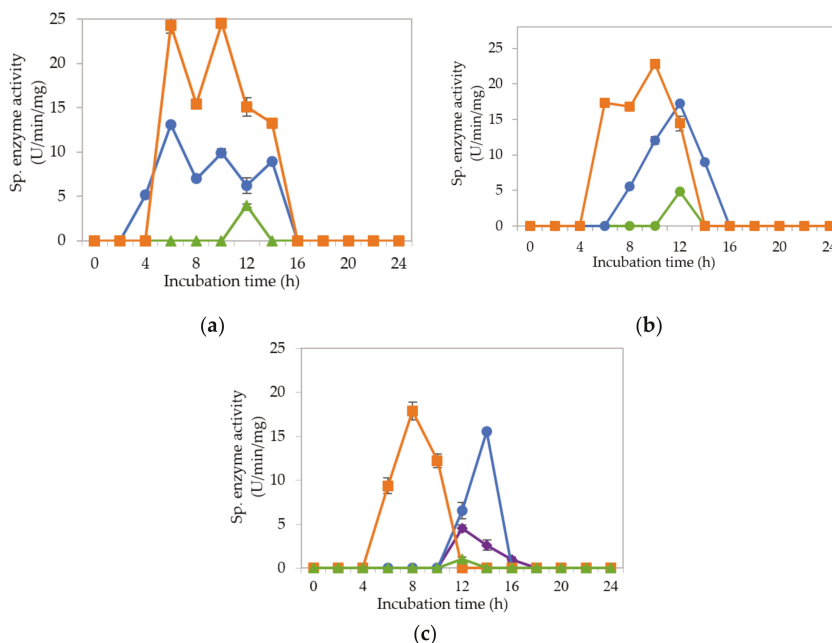 25
20
15
10
5
0
Sp. enzyme activity
(U/min/mg)
0 4 8 12 16 20 24
Incubation time (h)
(a)
25
20
15
10
5
0
Sp. enzyme activity
(U/min/mg)
0 4 8 12 16 20 24
Incubation time (h)
(b)
25
20
15
10
5
0
Sp. enzyme activity
(U/min/mg)
0 4 8 12 16 20 24
Incubation time (h)
(c)